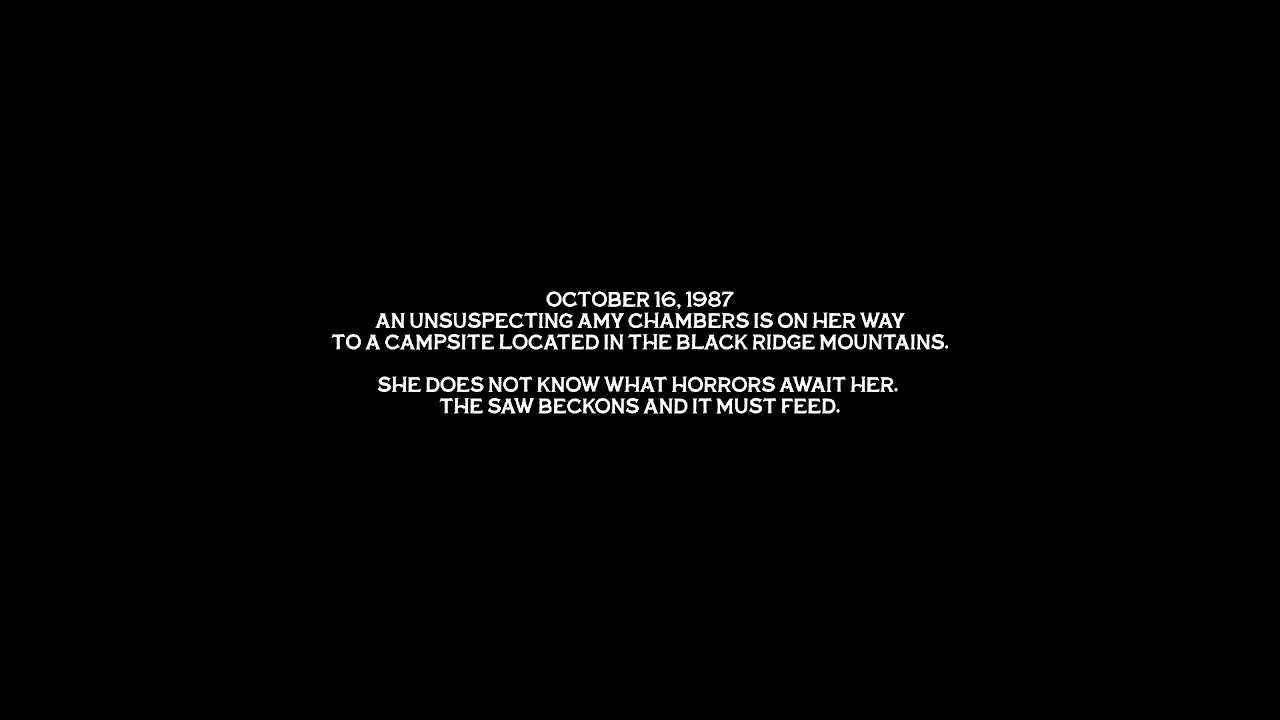 OCTOBER 16, 1987
AN UNSUSPECTING AMY CHAMBERS IS ON HER WAY
TO A CAMPSITE LOCATED IN THE BLACK RIDGE MOUNTAINS.
SHE DOES NOT KNOW WHAT HORRORS AWAIT HER.
THE SAW BECKONS AND IT MUST FEED.